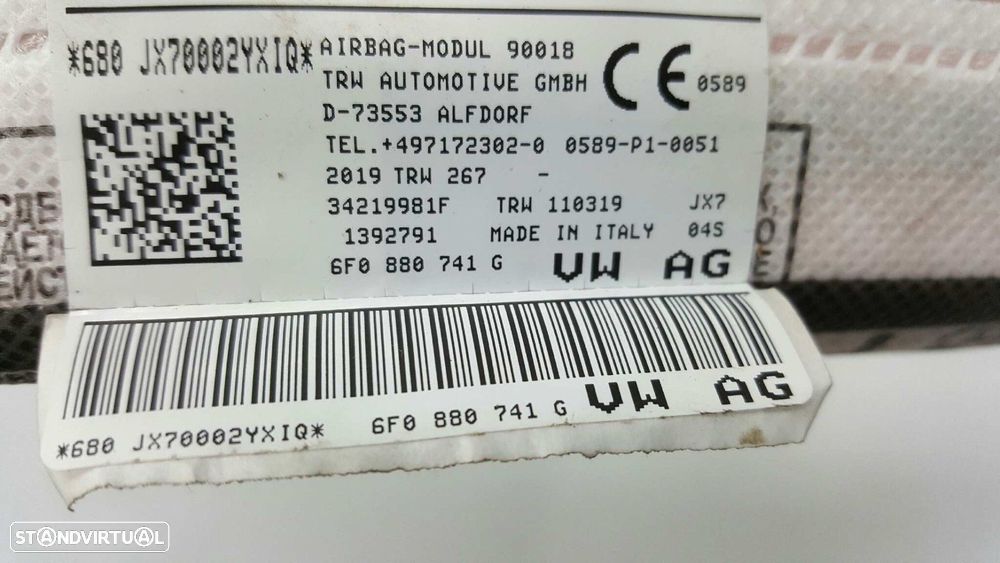 *680 JX70002YXIQ*
AIRBAG-MODUL 90018
TRW AUTOMOTIVE GMBH
CE 0589
D-73553 ALFDORF
TEL.+497172302-0 0589-P1-0051
2019 TRW 267 -
34219981F TRW 110319 JX7
1392791 MADE IN ITALY 04S
6F0 880 741 G VW AG
*680 JX70002YXIQ* 6F0 880 741 G VW AG
STANDVIRTUAL